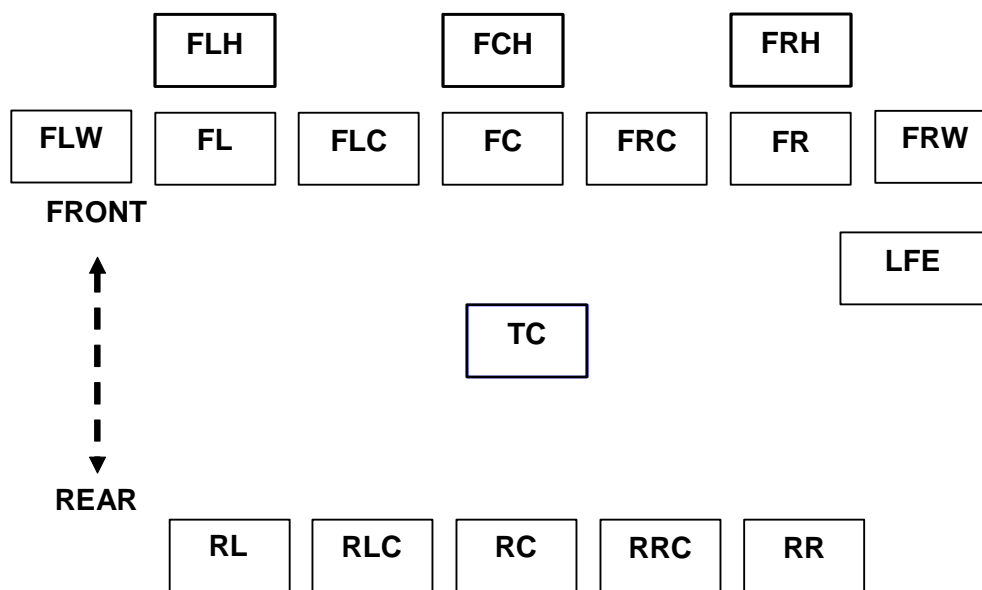 FLH FCH FRH
FLW FL FLC FC FRC FR FRW
FRONT
LFE
TC
REAR
RL RLC RC RRC RR